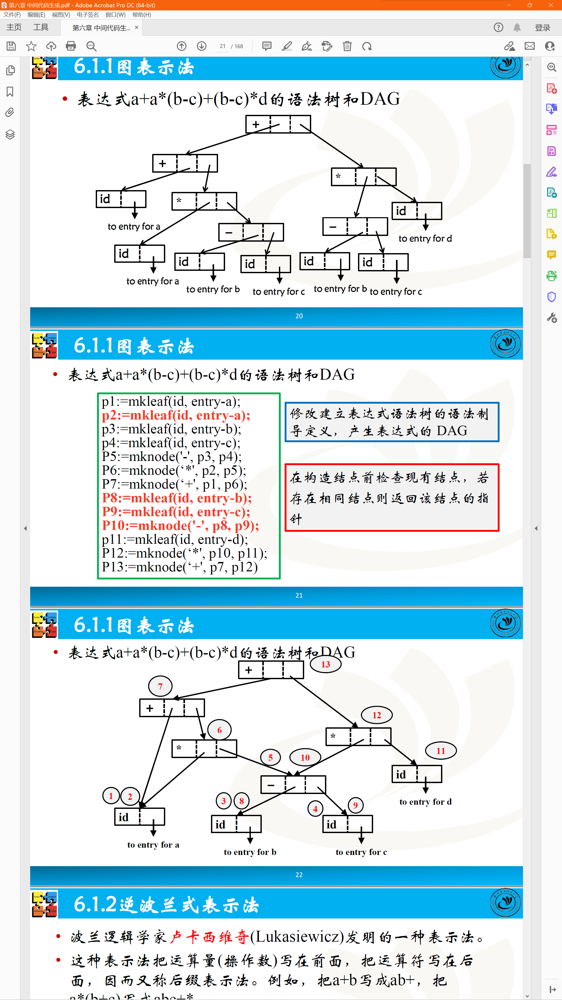 第六章 中间代码生成.pdf - Adobe Acrobat Pro DC (64-bit)
文件(F) 编辑(E) 视图(V) 电子签名 窗口(W) 帮助(H)
主页 工具 第六章 中间代码生... × 登录
21 / 168
6.1.1图表示法
• 表达式a+a*(b-c)+(b-c)*d的语法树和DAG
+
+
*
id
*
id
to entry for a
−
−
to entry for d
id
id
id
id
id
to entry for a
to entry for b
to entry for c
to entry for b
to entry for c
20
Syntax CodeGen
Semantics Types
6.1.1图表示法
• 表达式a+a*(b-c)+(b-c)*d的语法树和DAG
p1:=mkleaf(id, entry-a);
p2:=mkleaf(id, entry-a);
p3:=mkleaf(id, entry-b);
p4:=mkleaf(id, entry-c);
P5:=mknode('-', p3, p4);
P6:=mknode(‘*', p2, p5);
P7:=mknode(‘+', p1, p6);
P8:=mkleaf(id, entry-b);
P9:=mkleaf(id, entry-c);
P10:=mknode('-', p8, p9);
p11:=mkleaf(id, entry-d);
P12:=mknode(‘*', p10, p11);
P13:=mknode(‘+', p7, p12)
修改建立表达式语法树的语法制
导定义，产生表达式的 DAG
在构造结点前检查现有结点，若
存在相同结点则返回该结点的指
针
21
Syntax CodeGen
Semantics Types
6.1.1图表示法
• 表达式a+a*(b-c)+(b-c)*d的语法树和DAG
+
13
7
+
12
6
*
*
5
10
11
−
id
1
2
3
8
4
9
to entry for d
id
id
id
to entry for a
to entry for b
to entry for c
22
Syntax CodeGen
Semantics Types
6.1.2逆波兰式表示法
• 波兰逻辑学家卢卡西维奇(Lukasiewicz)发明的一种表示法。
• 这种表示法把运算量(操作数)写在前面，把运算符写在后
面，因而又称后缀表示法。例如，把a+b写成ab+，把
a*(b+c)写成abc+*